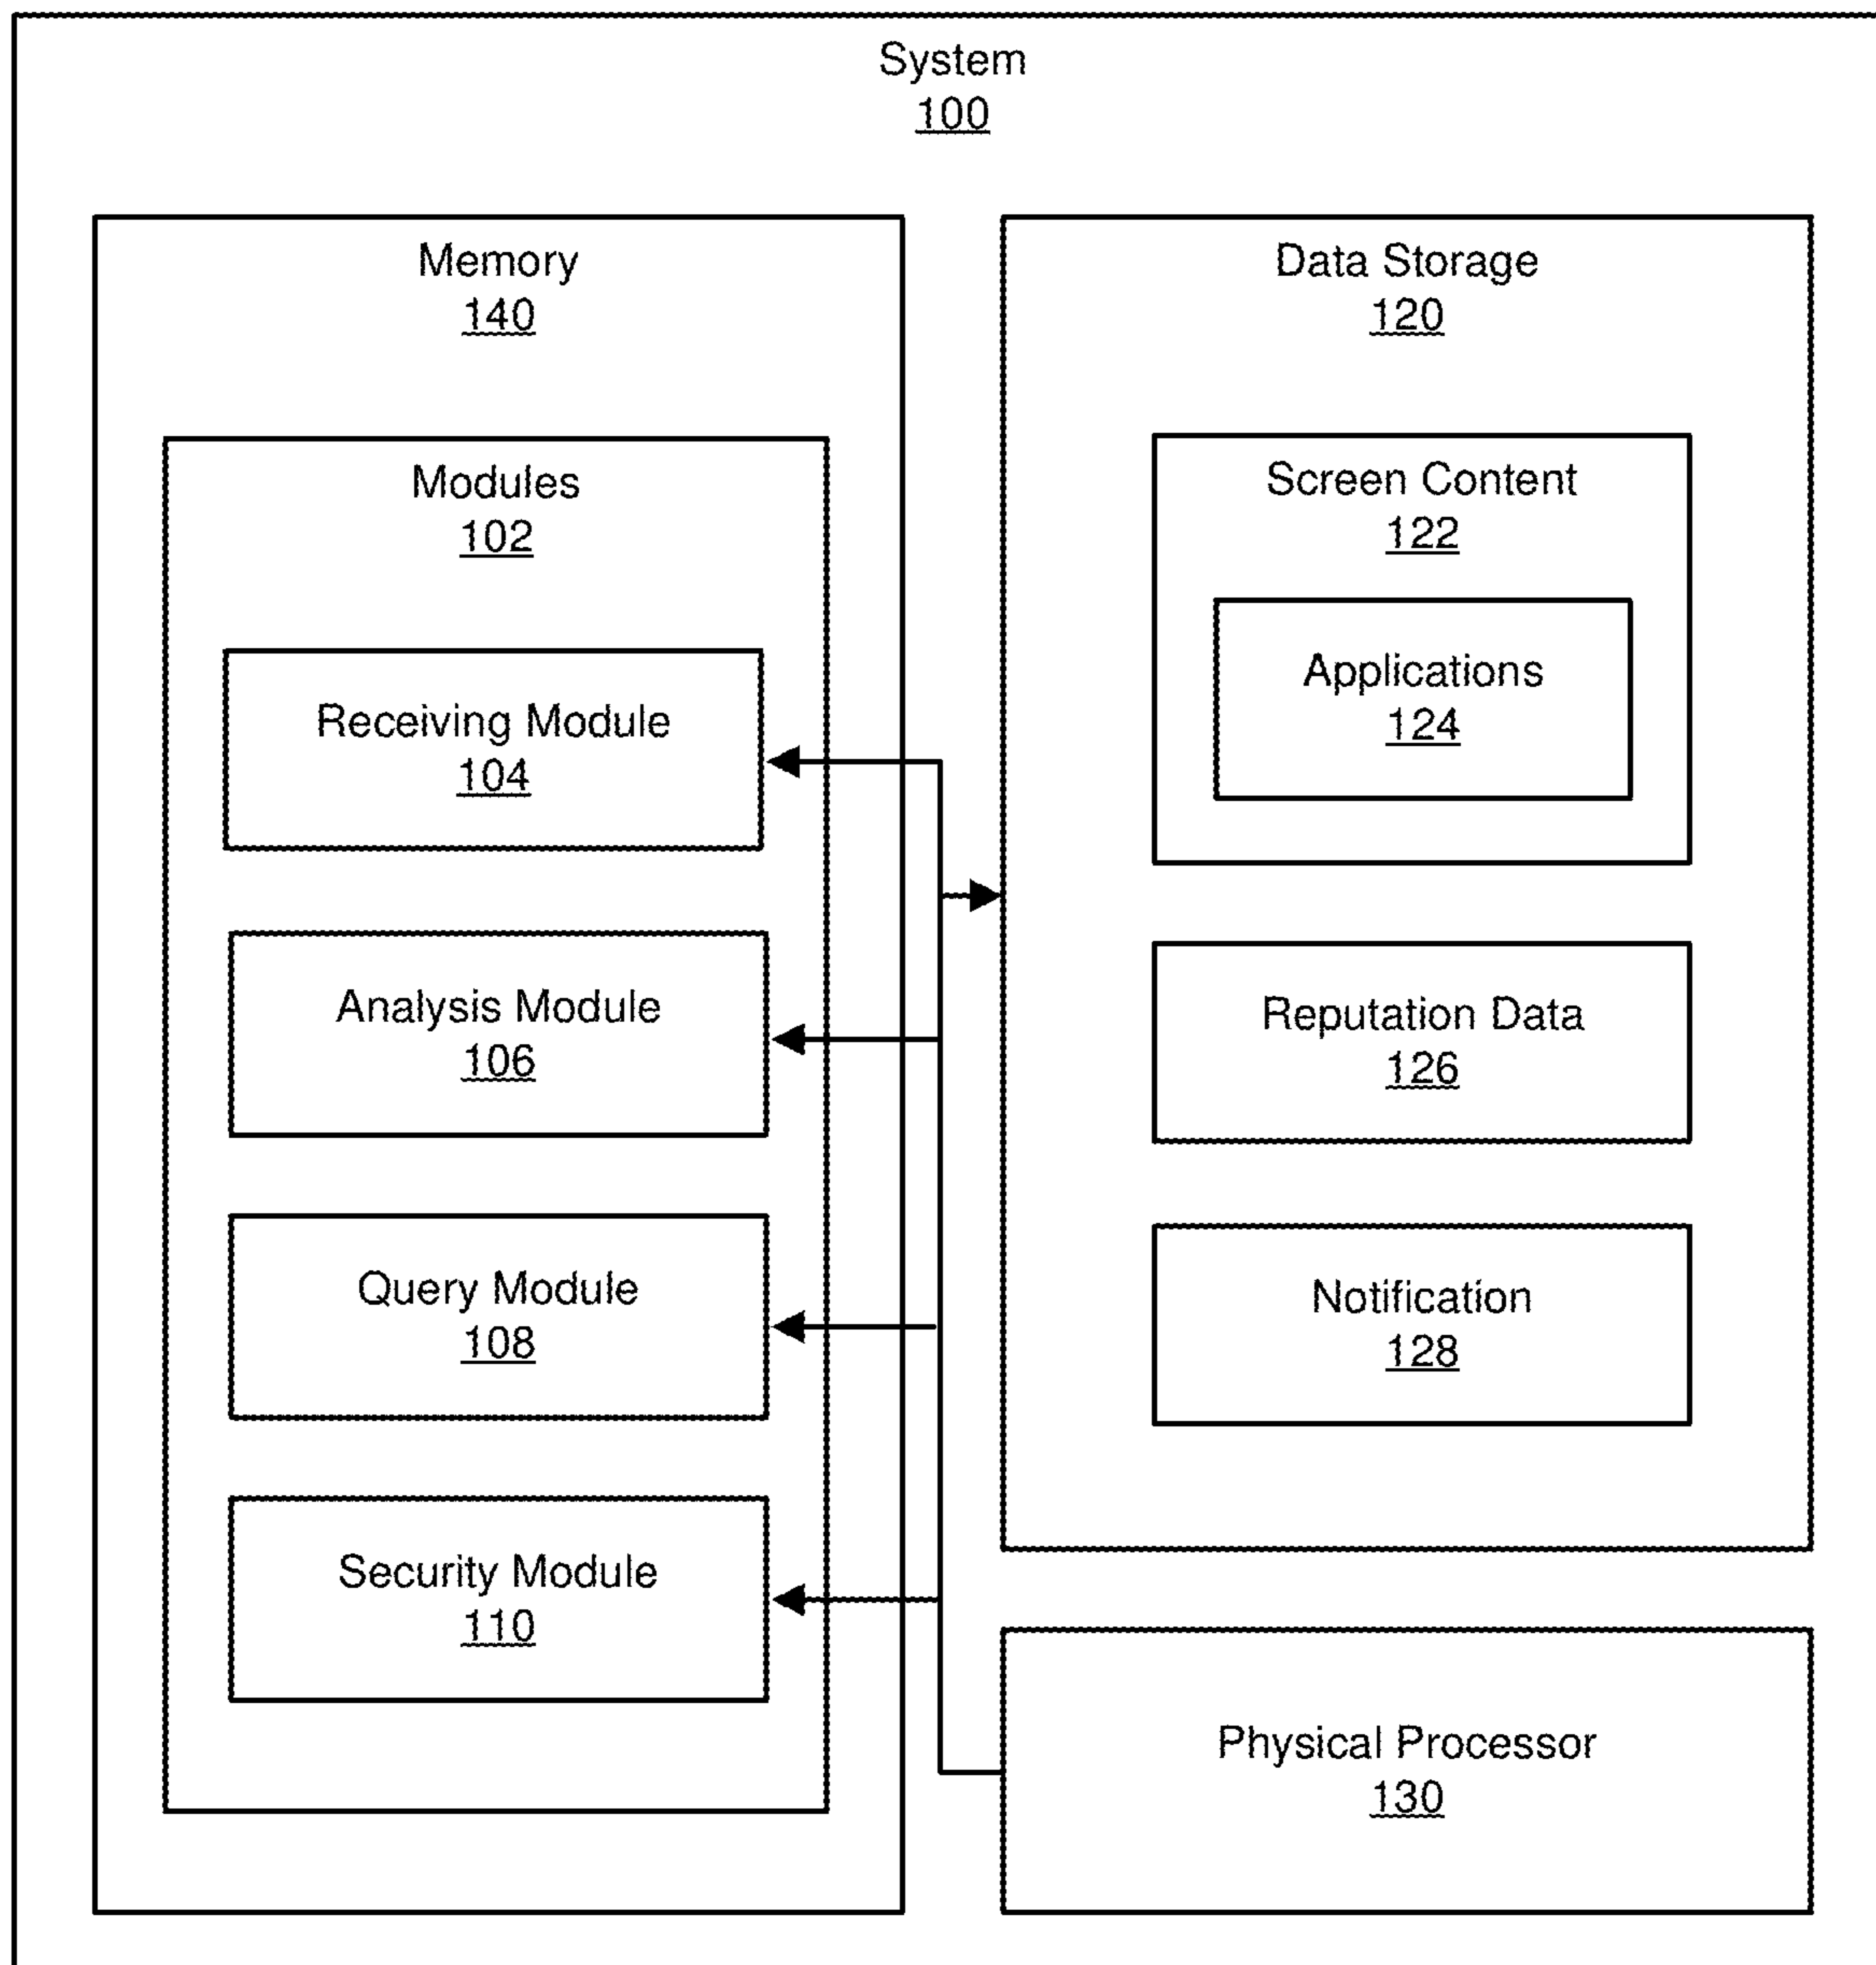 System
100
Memory
140
Modules
102
Receiving Module
104
Analysis Module
106
Query Module
108
Security Module
110
Data Storage
120
Screen Content
122
Applications
124
Reputation Data
126
Notification
128
Physical Processor
130